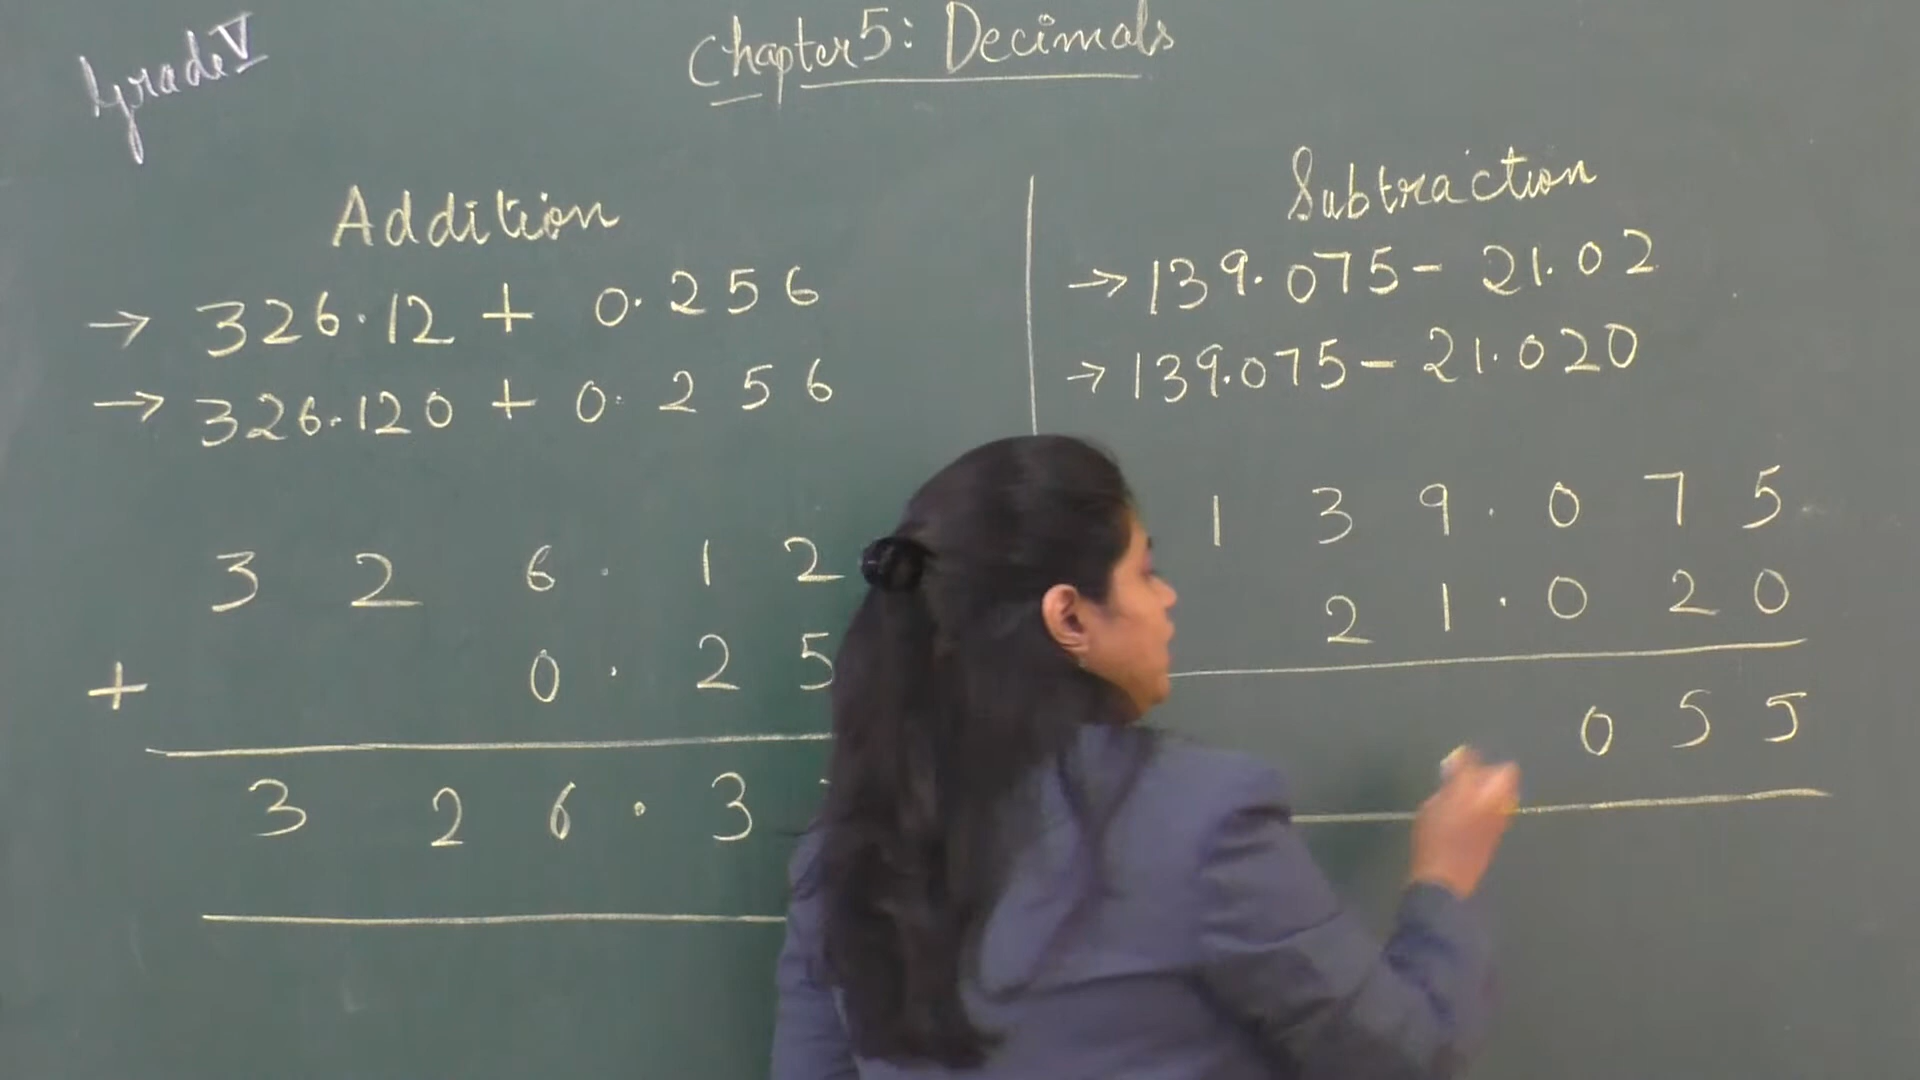 Grade V
Chapter 5: Decimals
Addition
→ 326.12 + 0.256
→ 326.120 + 0.256
3 2 6 . 1 2
+ 0 . 2 5
3 2 6 . 3
Subtraction
→ 139.075 - 21.02
→ 139.075 - 21.020
1 3 9 . 0 7 5
2 1 . 0 2 0
0 5 5